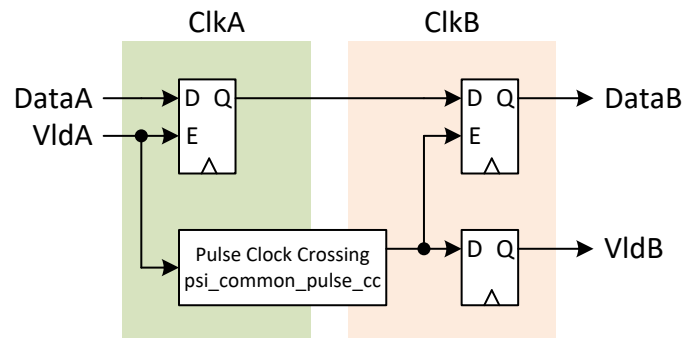 ClkA
ClkB
DataA
D Q
D Q
DataB
VldA
E
E
Pulse Clock Crossing
psi_common_pulse_cc
D Q
VldB